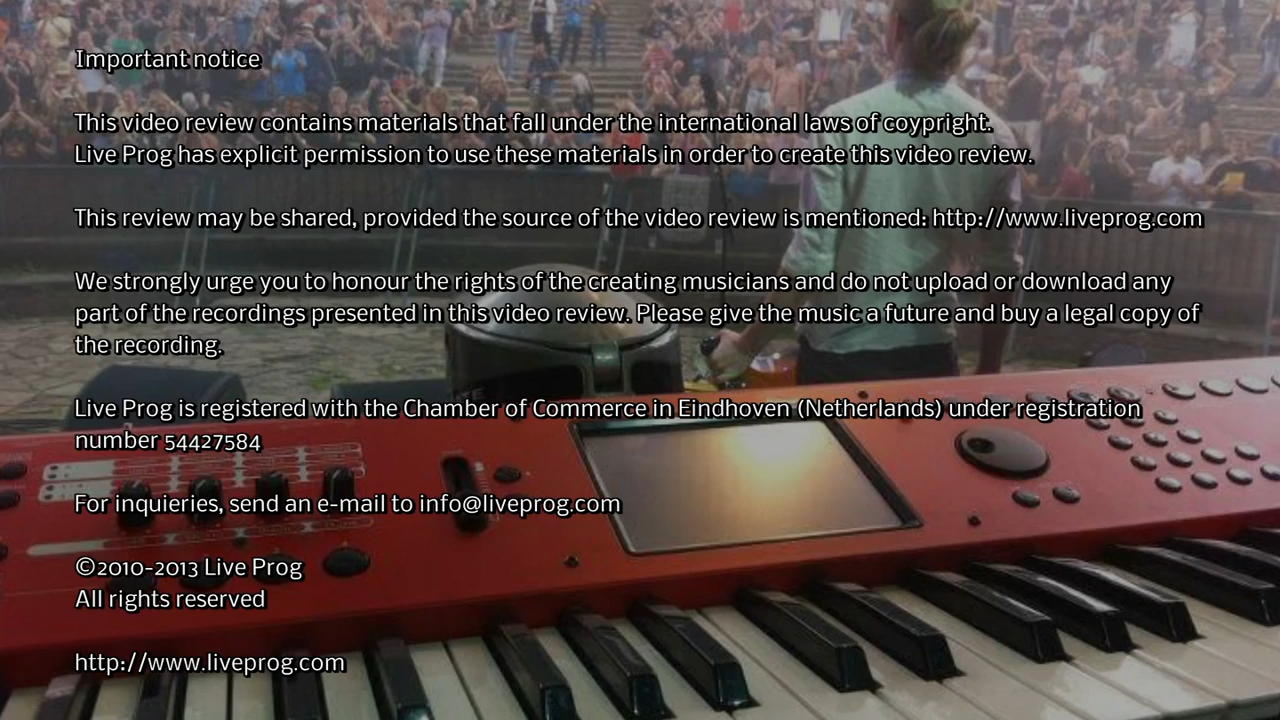 Important notice
This video review contains materials that fall under the international laws of coypright.
Live Prog has explicit permission to use these materials in order to create this video review.
This review may be shared, provided the source of the video review is mentioned: http://www.liveprog.com
We strongly urge you to honour the rights of the creating musicians and do not upload or download any
part of the recordings presented in this video review. Please give the music a future and buy a legal copy of
the recording.
Live Prog is registered with the Chamber of Commerce in Eindhoven (Netherlands) under registration
number 54427584
For inquieries, send an e-mail to info@liveprog.com
©2010-2013 Live Prog
All rights reserved
http://www.liveprog.com